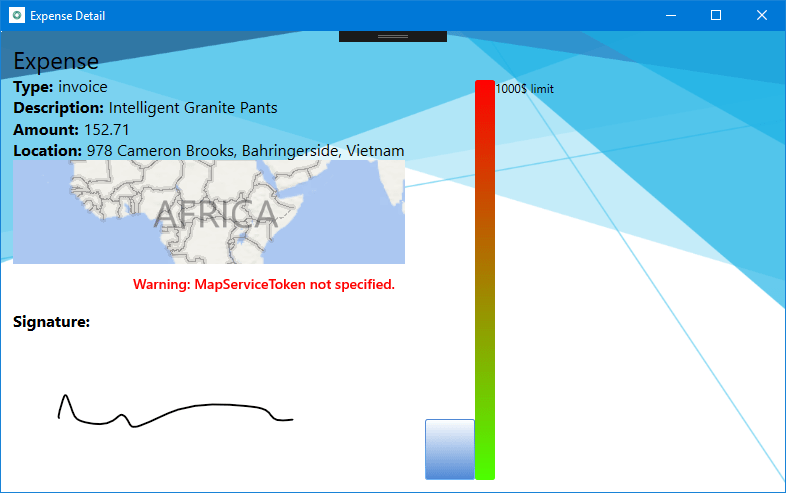 Expense Detail
Expense
Type: invoice
Description: Intelligent Granite Pants
Amount: 152.71
Location: 978 Cameron Brooks, Bahringerside, Vietnam
AFRICA
Warning: MapServiceToken not specified.
Signature:
1000$ limit